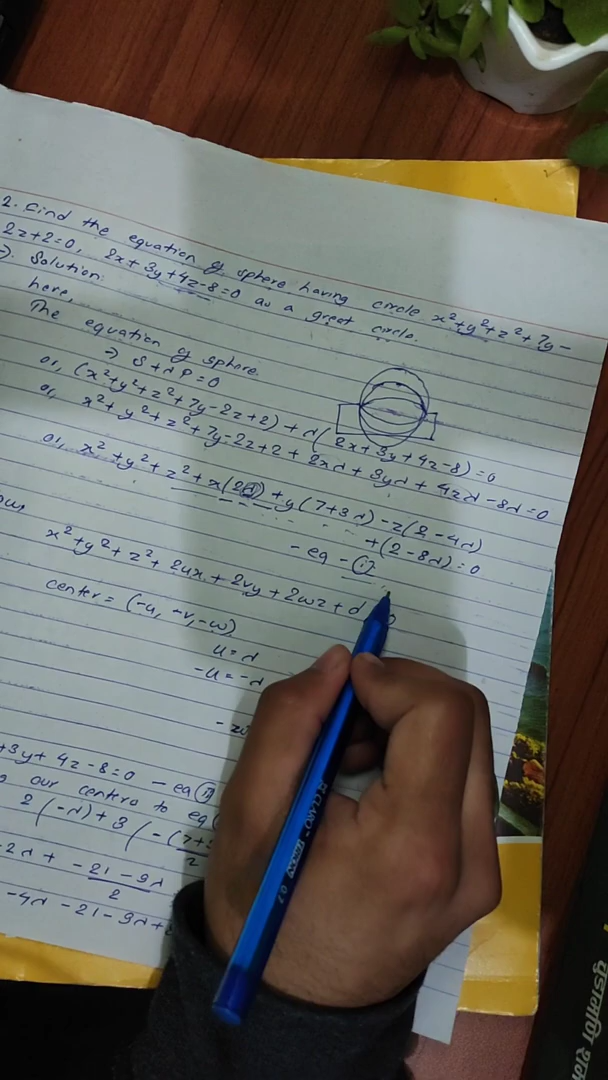 2. Find the equation of sphere having circle x²+y²+z²+7y-
2z+2=0, 2x+3y+4z-8=0 as a great circle.
Solution:
here,
The equation of sphere
→ S+λP=0
or, (x²+y²+z²+7y-2z+2)+λ(2x+3y+4z-8)=0
or, x²+y²+z²+7y-2z+2+2xλ+3yλ+4zλ-8λ=0
or, x²+y²+z²+x(2λ)+y(7+3λ)-z(2-4λ)
+(2-8λ)=0
- eq - (i)
x²+y²+z²+2ux+2vy+2wz+d
center = (-u, -v, -w)
u=λ
-u=-λ
+3y+4z-8=0 - eq (ii)
our centers to eq
2(-λ)+3(-(7+3
2
-2λ + -21-9λ
2
-4λ-21-9λ+